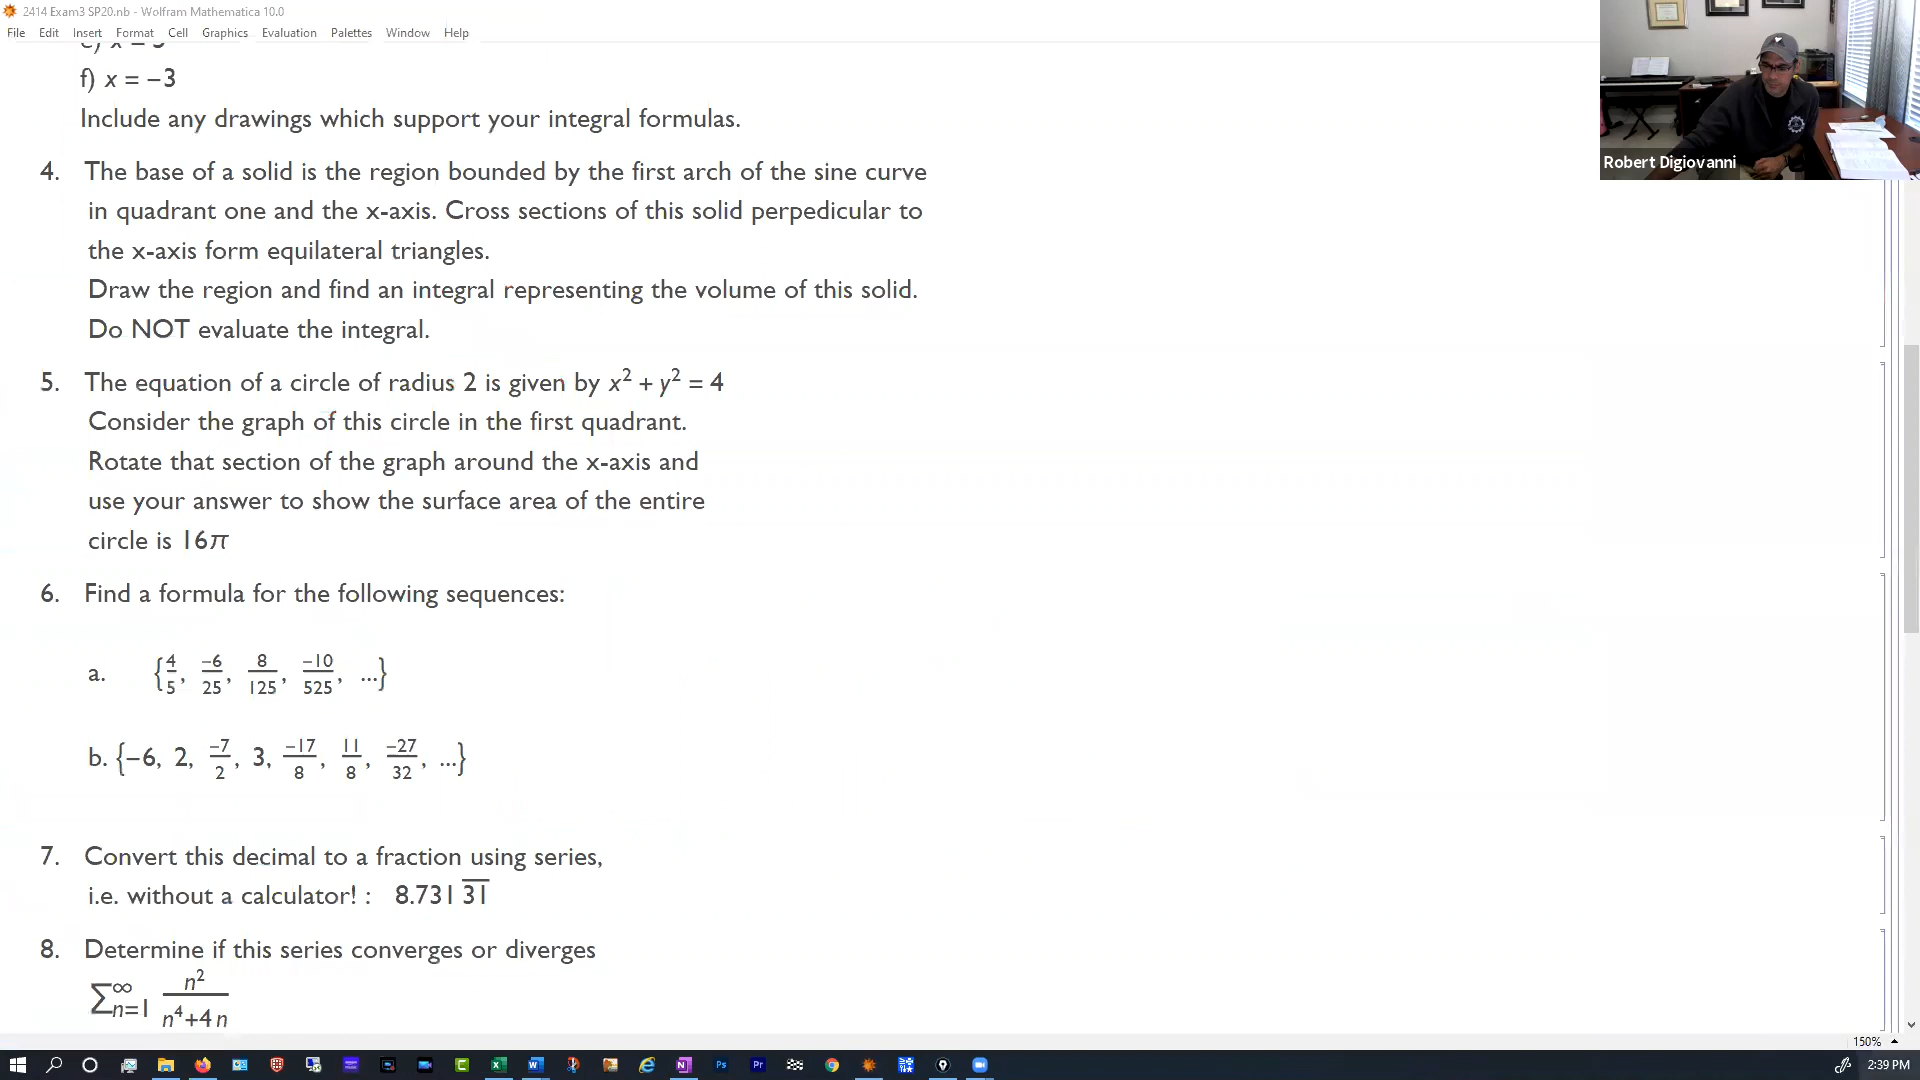 2414 Exam3 SP20.nb - Wolfram Mathematica 10.0
File Edit Insert Format Cell Graphics Evaluation Palettes Window Help
f) x = −3
Include any drawings which support your integral formulas.
4. The base of a solid is the region bounded by the first arch of the sine curve
in quadrant one and the x-axis. Cross sections of this solid perpedicular to
the x-axis form equilateral triangles.
Draw the region and find an integral representing the volume of this solid.
Do NOT evaluate the integral.
5. The equation of a circle of radius 2 is given by x² + y² = 4
Consider the graph of this circle in the first quadrant.
Rotate that section of the graph around the x-axis and
use your answer to show the surface area of the entire
circle is 16π
6. Find a formula for the following sequences:
a. {4/5, −6/25, 8/125, −10/525, ...}
b. {−6, 2, −7/2, 3, −17/8, 11/8, −27/32, ...}
7. Convert this decimal to a fraction using series,
i.e. without a calculator! : 8.731 3̅1̅
8. Determine if this series converges or diverges
∑ₙ₌₁^∞ n²/(n⁴+4 n)
Robert Digiovanni
150%
2:39 PM